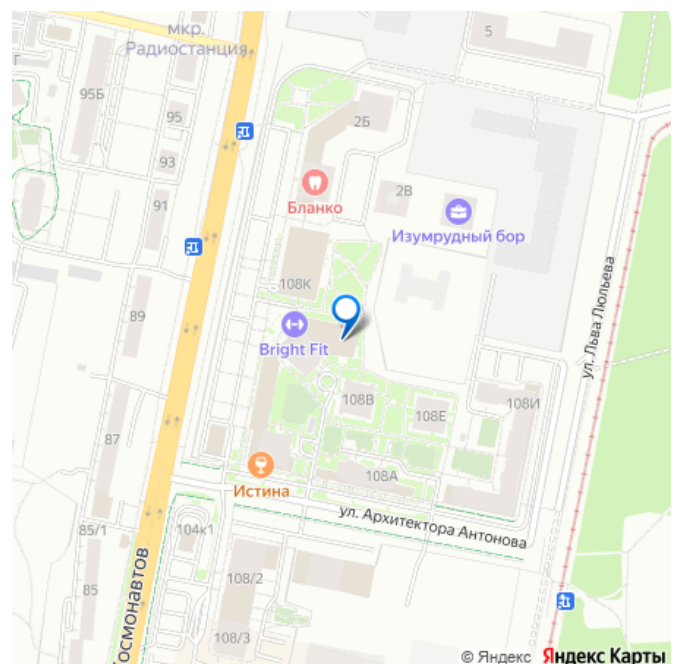 мкр.
Радиостанция
5
95Б
95
2Б
93
Бланко
2В
91
Изумрудный бор
108К
89
Bright Fit
ул. Льва Люльева
108В
108Е
108И
87
Истина
108А
ул. Архитектора Антонова
85/1
104к1
85
108/2
108/3
осмонавтов
© Яндекс Яндекс Карты